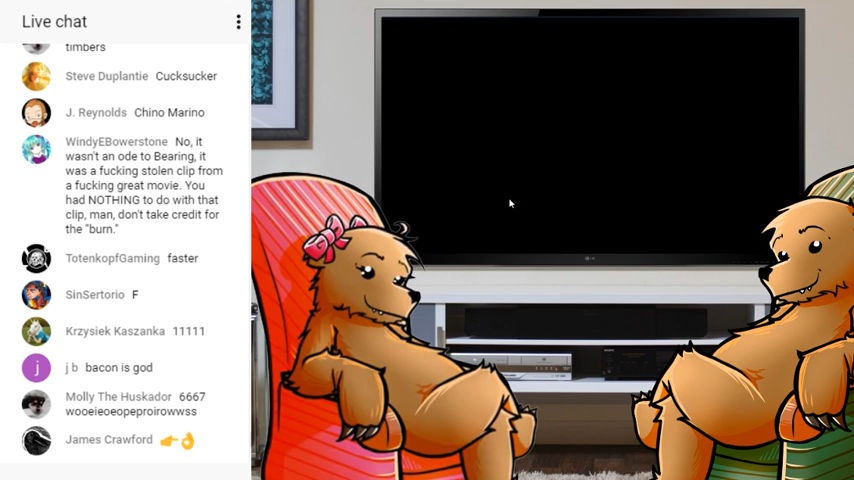 Live chat
timbers
Steve Duplantie Cucksucker
J. Reynolds Chino Marino
WindyEBowerstone No, it
wasn't an ode to Bearing, it
was a fucking stolen clip from
a fucking great movie. You
had NOTHING to do with that
clip, man, don't take credit for
the "burn."
TotenkopfGaming faster
SinSertorio F
Krzysiek Kaszanka 11111
j
j b bacon is god
Molly The Huskador 6667
wooeieoeopeproirowwss
James Crawford 👉👌
LG